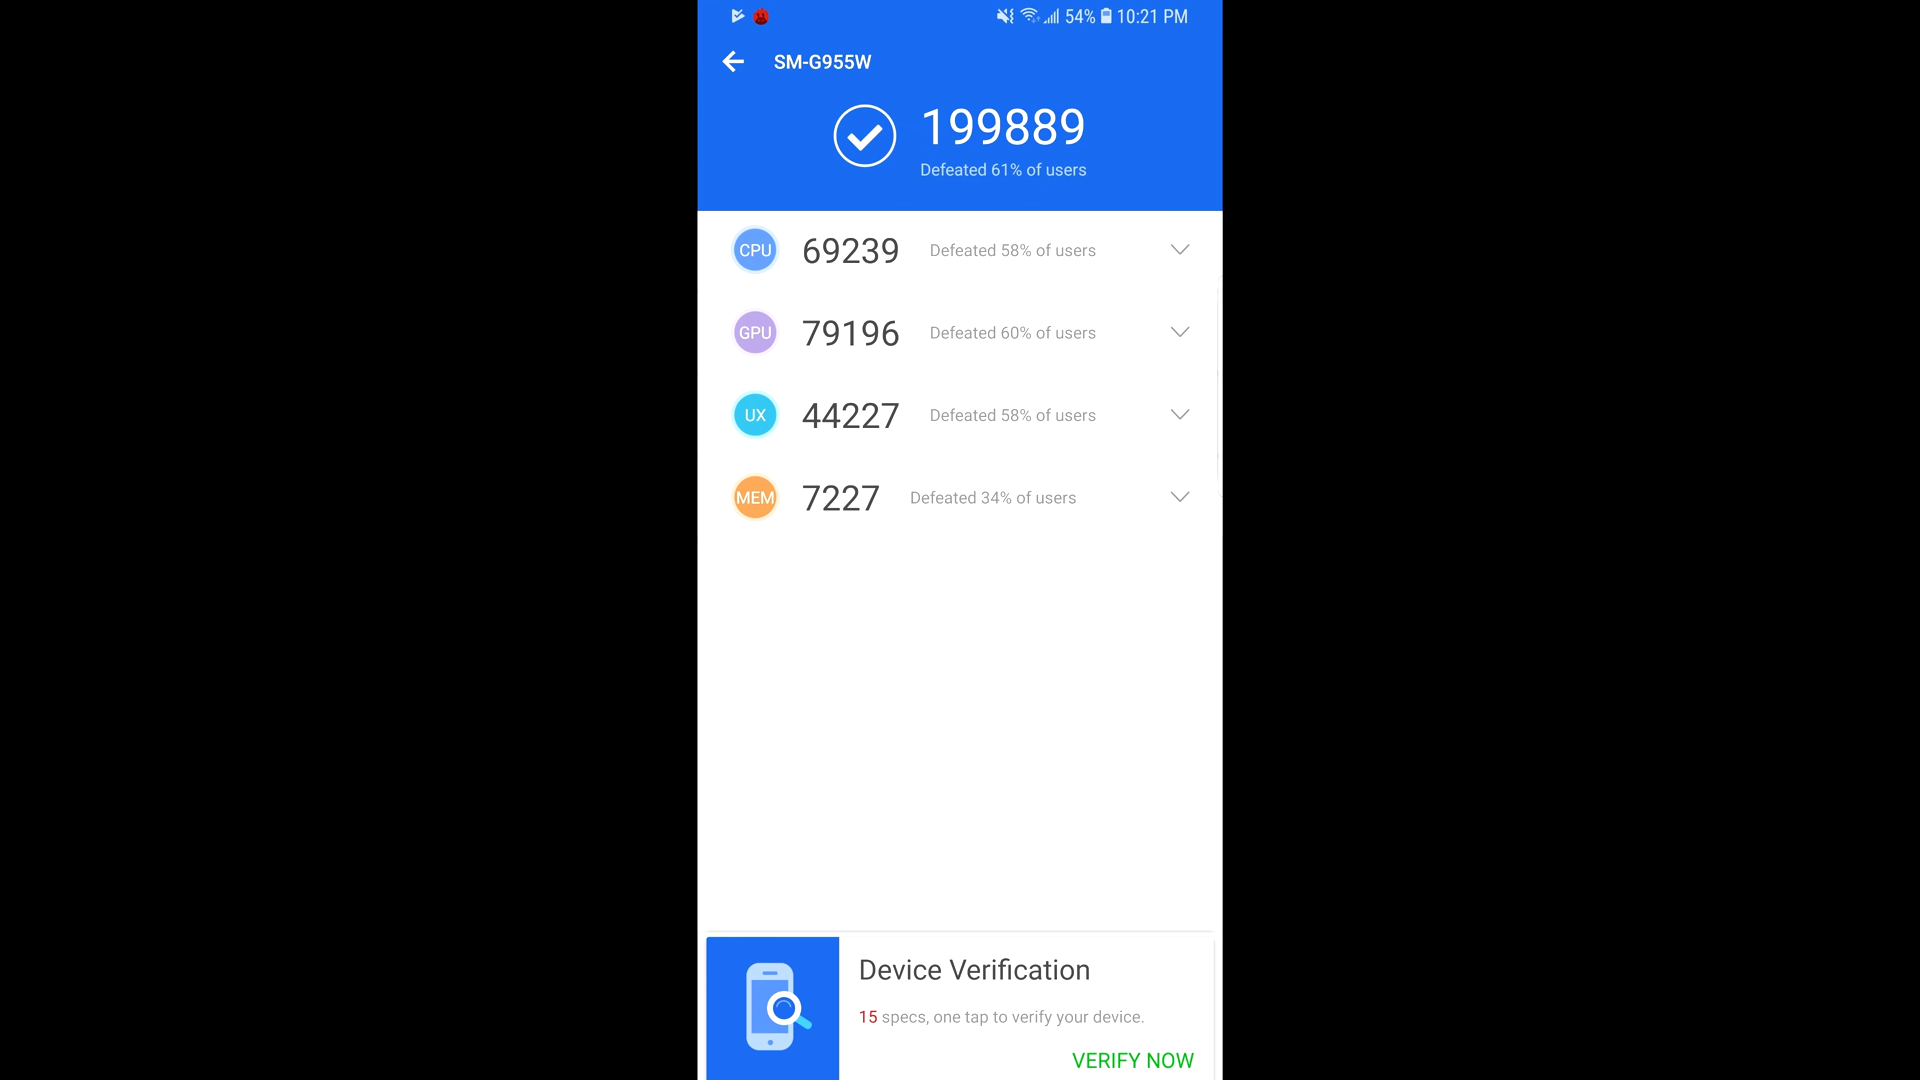 54% 10:21 PM
SM-G955W
199889
Defeated 61% of users
CPU 69239 Defeated 58% of users
GPU 79196 Defeated 60% of users
UX 44227 Defeated 58% of users
MEM 7227 Defeated 34% of users
Device Verification
15 specs, one tap to verify your device.
VERIFY NOW